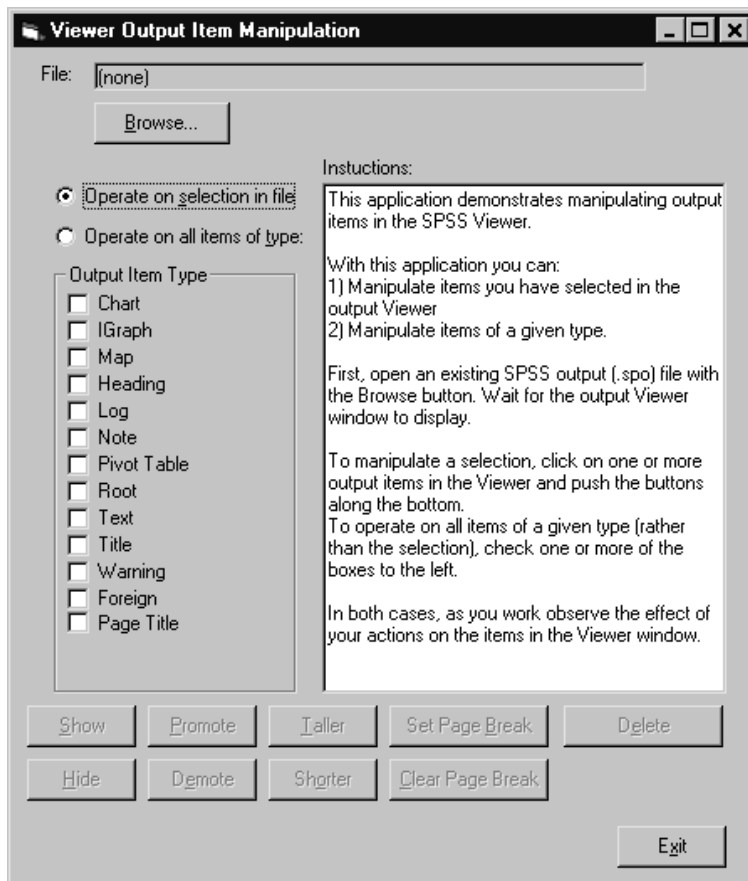 Viewer Output Item Manipulation
File: (none)
Browse...
Operate on selection in file
Operate on all items of type:
Output Item Type
Chart
IGraph
Map
Heading
Log
Note
Pivot Table
Root
Text
Title
Warning
Foreign
Page Title
Instuctions:
This application demonstrates manipulating output
items in the SPSS Viewer.
With this application you can:
1) Manipulate items you have selected in the
output Viewer
2) Manipulate items of a given type.
First, open an existing SPSS output (.spo) file with
the Browse button. Wait for the output Viewer
window to display.
To manipulate a selection, click on one or more
output items in the Viewer and push the buttons
along the bottom.
To operate on all items of a given type (rather
than the selection), check one or more of the
boxes to the left.
In both cases, as you work observe the effect of
your actions on the items in the Viewer window.
Show Promote Taller Set Page Break Delete
Hide Demote Shorter Clear Page Break
Exit